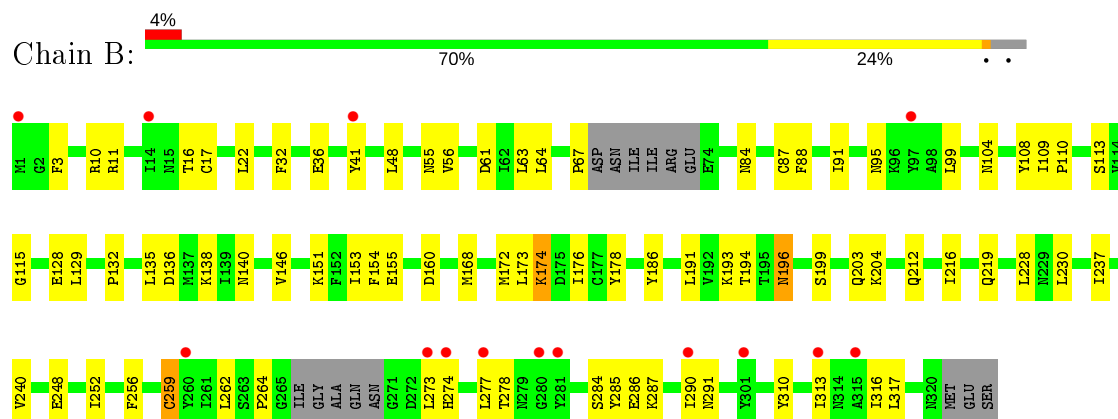 4%
Chain B:
70% 24% • •
M1 G2 F3 R10 R11 I14 N15 T16 C17 L22 F32 E36 Y41 L48 N55 V56 D61 I62 L63 L64 P67 ASP ASN ILE ILE ARG GLU E74 N84 C87 F88 I91 N95 K96 Y97 A98 L99 N104 Y108 I109 P110 S113 V114
G115 E128 L129 P132 L135 D136 M137 K138 I139 N140 V146 K151 F152 I153 F154 E155 D160 M168 M172 L173 K174 D175 I176 C177 Y178 Y186 L191 V192 K193 T194 T195 N196 S199 Q203 K204 Q212 I216 Q219 L228 N229 L230 I237
V240 E248 I252 F256 C259 Y260 I261 L262 S263 P264 G265 ILE GLY ALA GLN ASN G271 D272 L273 H274 L277 T278 N279 G280 Y281 S284 Y285 E286 K287 I290 N291 Y301 Y310 I313 N314 A315 I316 L317 N320 MET GLU SER